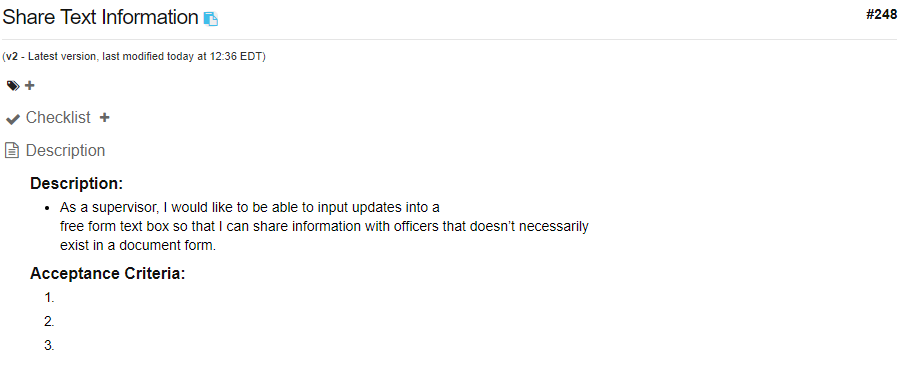 Share Text Information
#248
(v2 - Latest version, last modified today at 12:36 EDT)
Checklist
Description
Description:
• As a supervisor, I would like to be able to input updates into a
free form text box so that I can share information with officers that doesn’t necessarily
exist in a document form.
Acceptance Criteria:
1.
2.
3.